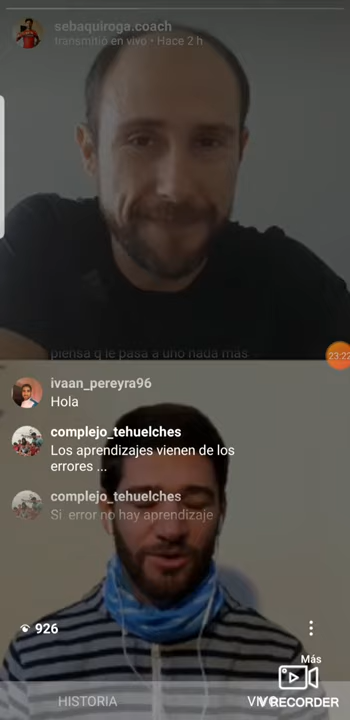 sebaquiroga.coach
transmitió en vivo • Hace 2 h
piensa q le pasa a uno nada mas
23:22
ivaan_pereyra96
Hola
complejo_tehuelches
Los aprendizajes vienen de los
errores ...
complejo_tehuelches
Si error no hay aprendizaje
926
Más
HISTORIA
V RECORDER